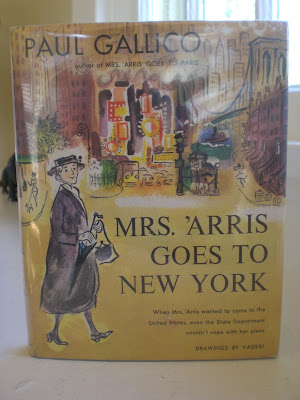 PAUL GALLICO
author of MRS. 'ARRIS GOES TO PARIS
MRS. 'ARRIS
GOES TO
NEW YORK
When Mrs. 'Arris wanted to come to the
United States, even the State Department
couldn't cope with her plans
DRAWINGS BY VASILIU